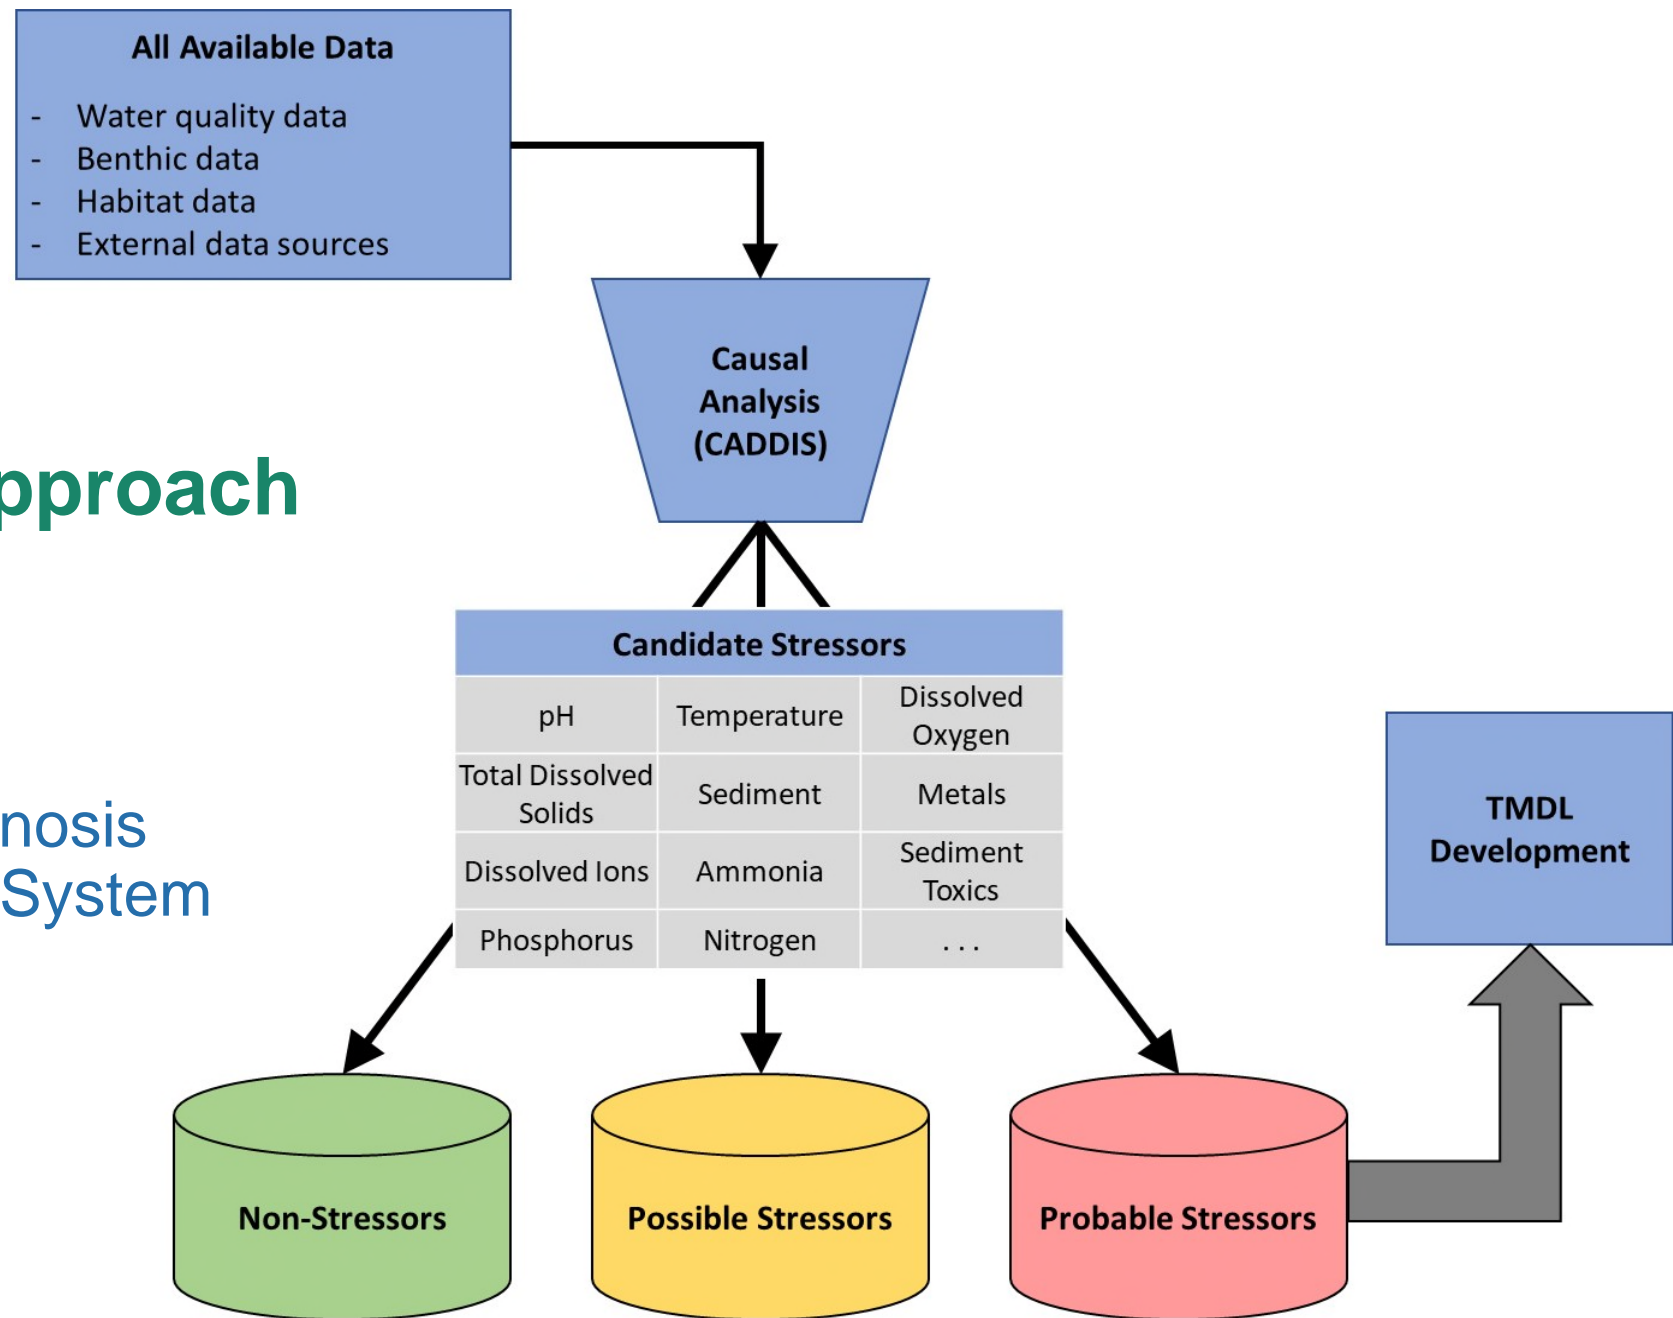 All Available Data
- Water quality data
- Benthic data
- Habitat data
- External data sources
Causal
Analysis
(CADDIS)
pproach
nosis
System
Candidate Stressors
pH Temperature Dissolved Oxygen
Total Dissolved Solids Sediment Metals
Dissolved Ions Ammonia Sediment Toxics
Phosphorus Nitrogen . . .
TMDL
Development
Non-Stressors
Possible Stressors
Probable Stressors